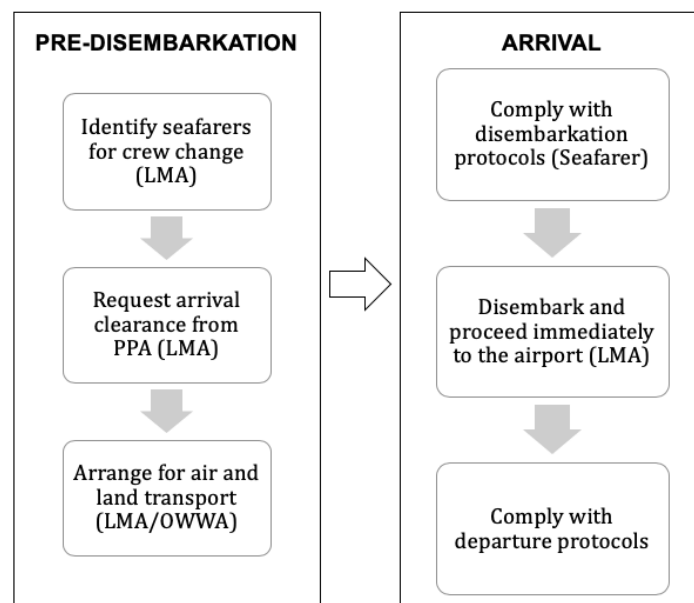 PRE-DISEMBARKATION
Identify seafarers
for crew change
(LMA)
Request arrival
clearance from
PPA (LMA)
Arrange for air and
land transport
(LMA/OWWA)
ARRIVAL
Comply with
disembarkation
protocols (Seafarer)
Disembark and
proceed immediately
to the airport (LMA)
Comply with
departure protocols